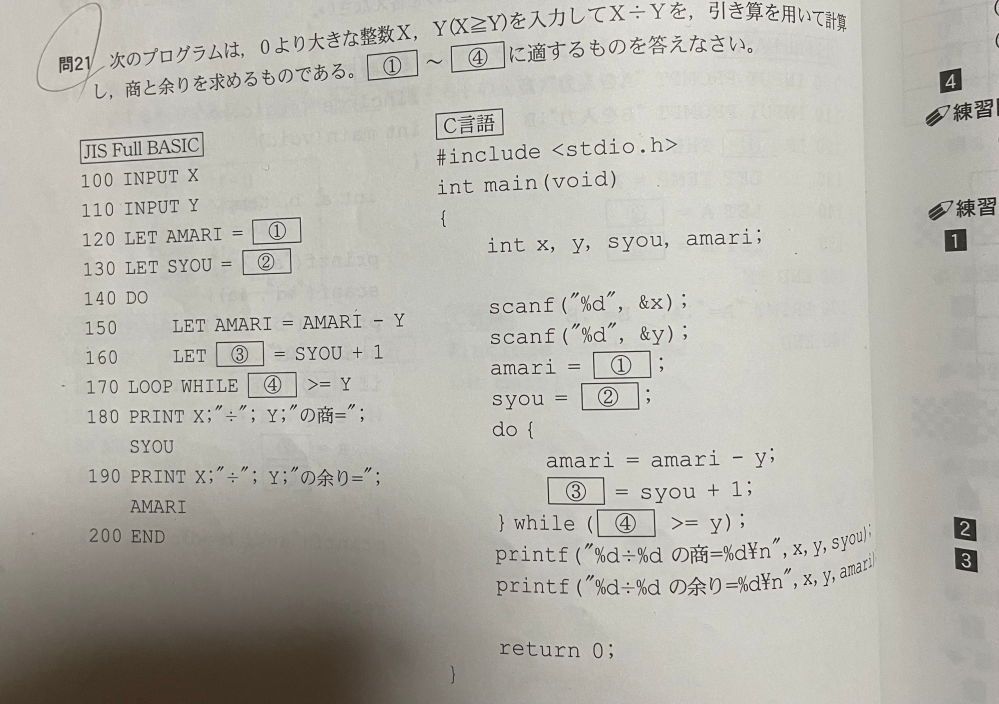 問21 次のプログラムは，0より大きな整数X，Y(X≧Y)を入力してX÷Yを，引き算を用いて計算
し，商と余りを求めるものである。 ① ～ ④ に適するものを答えなさい。
JIS Full BASIC
100 INPUT X
110 INPUT Y
120 LET AMARI = ①
130 LET SYOU = ②
140 DO
150 LET AMARI = AMARI - Y
160 LET ③ = SYOU + 1
170 LOOP WHILE ④ >= Y
180 PRINT X;"÷"; Y;"の商=";
SYOU
190 PRINT X;"÷"; Y;"の余り=";
AMARI
200 END
C言語
#include <stdio.h>
int main(void)
{
int x, y, syou, amari;
scanf("%d", &x);
scanf("%d", &y);
amari = ① ;
syou = ② ;
do {
amari = amari - y;
③ = syou + 1;
} while ( ④ >= y);
printf("%d÷%d の商=%d¥n", x, y, syou);
printf("%d÷%d の余り=%d¥n", x, y, amari)
return 0;
}
4
練習
練習
1
2
3